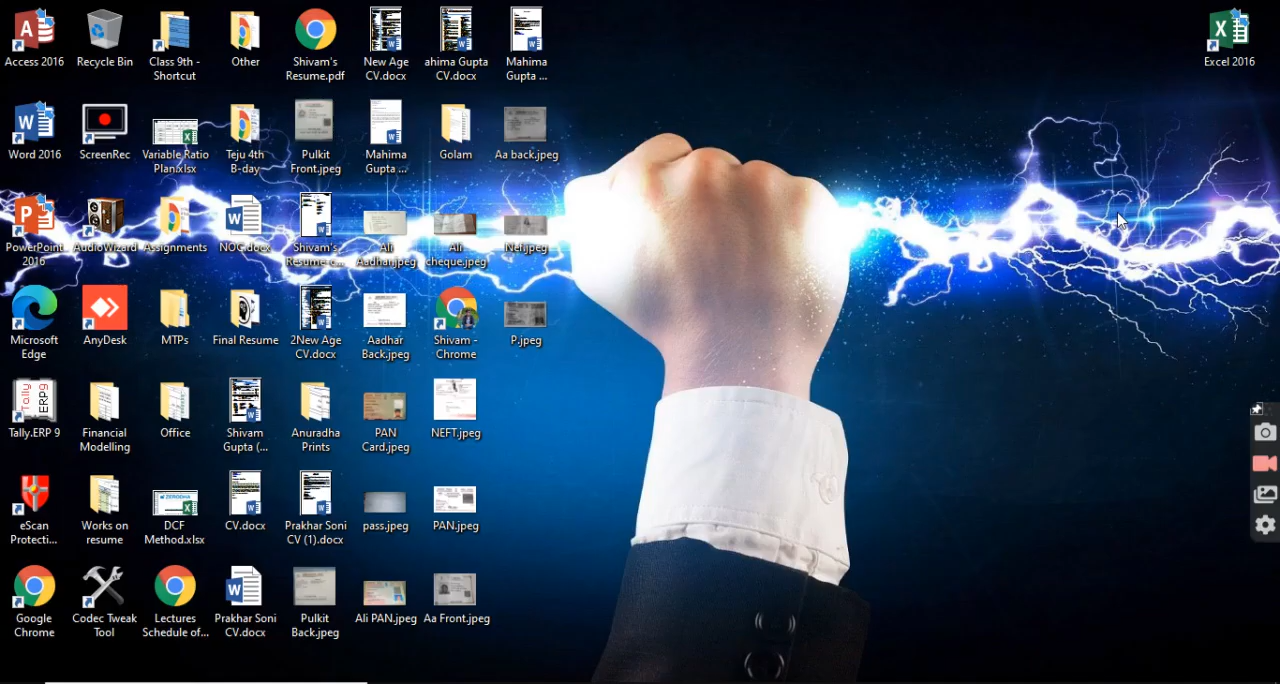 Access 2016
Recycle Bin
Class 9th -
Shortcut
Other
Shivam's
Resume.pdf
New Age
CV.docx
ahima Gupta
CV.docx
Mahima
Gupta ...
Excel 2016
Word 2016
ScreenRec
Variable Ratio
Plan.xlsx
Teju 4th
B-day
Pulkit
Front.jpeg
Mahima
Gupta ...
Golam
Aa back.jpeg
PowerPoint
2016
AudioWizard
Assignments
NOC.docx
Shivam's
Resume-c...
Ali
Aadhar.jpeg
Ali
cheque.jpeg
Nef.jpeg
Microsoft
Edge
AnyDesk
MTPs
Final Resume
2New Age
CV.docx
Aadhar
Back.jpeg
Shivam -
Chrome
P.jpeg
Tally
ERP9
Tally.ERP 9
Financial
Modelling
Office
Shivam
Gupta (...
Anuradha
Prints
PAN
Card.jpeg
NEFT.jpeg
eScan
Protecti...
Works on
resume
ZERODHA
DCF
Method.xlsx
CV.docx
Prakhar Soni
CV (1).docx
pass.jpeg
PAN.jpeg
Google
Chrome
Codec Tweak
Tool
Lectures
Schedule of...
Prakhar Soni
CV.docx
Pulkit
Back.jpeg
Ali PAN.jpeg
Aa Front.jpeg